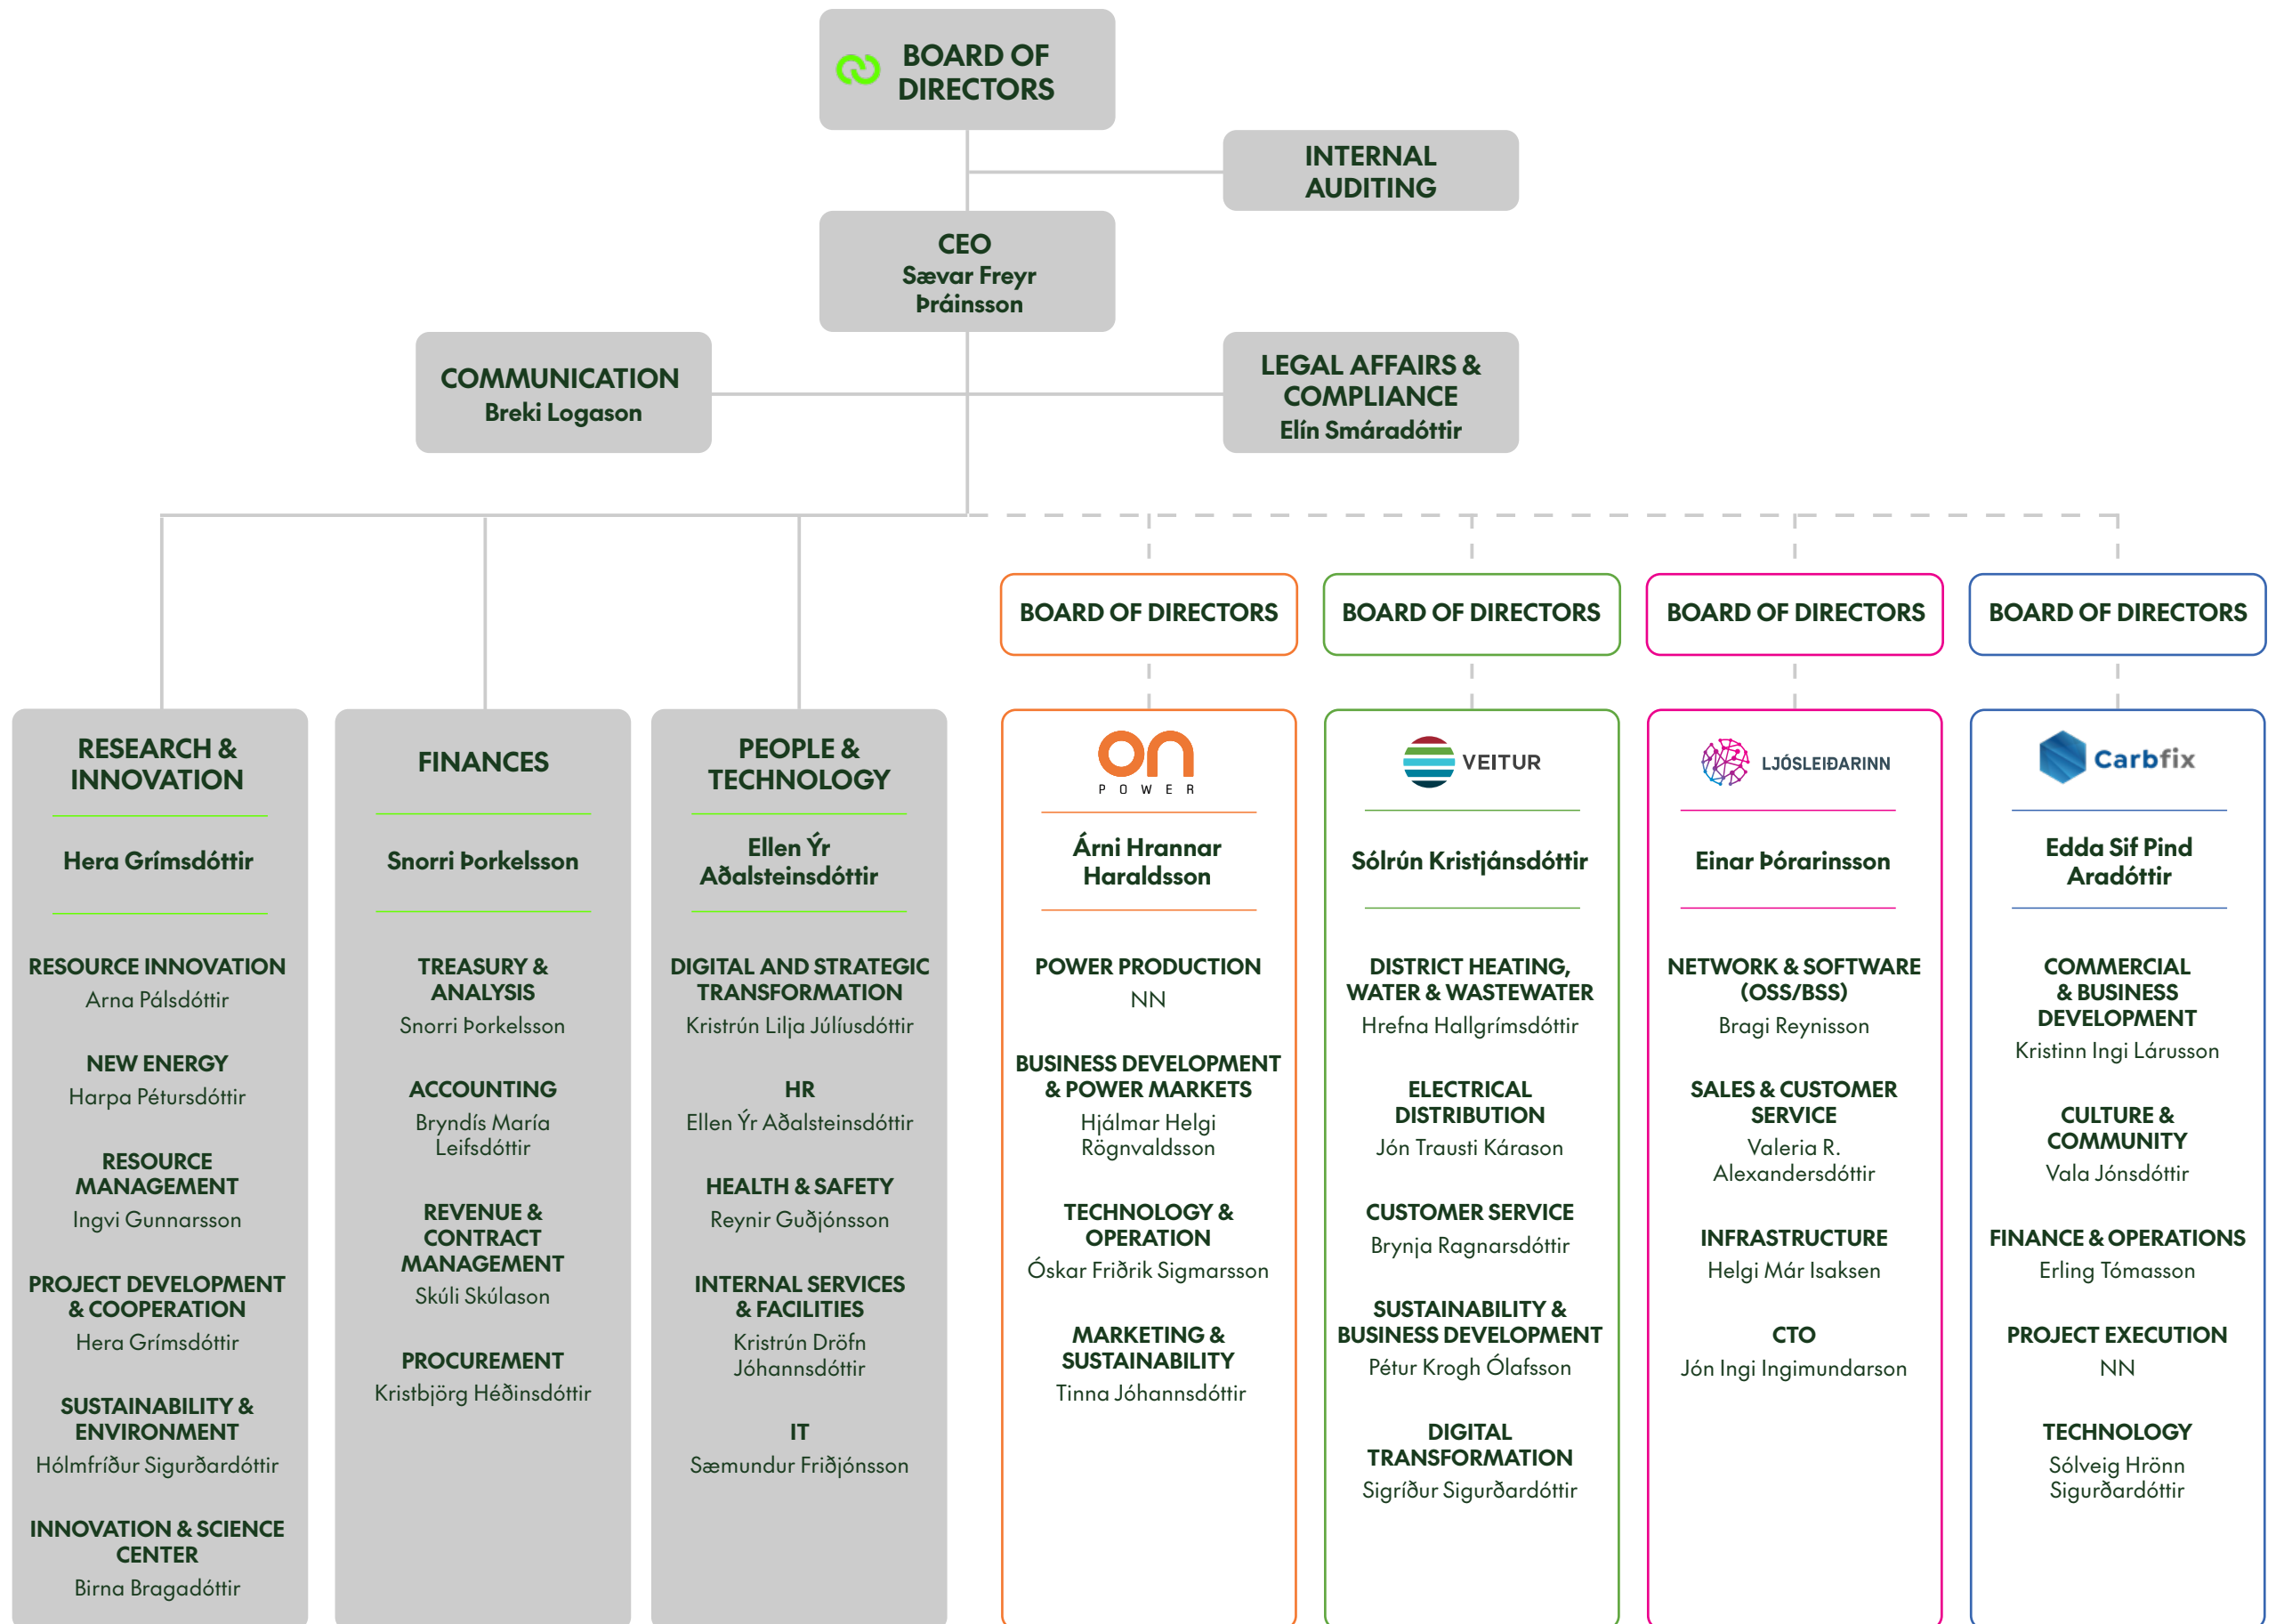 BOARD OF
DIRECTORS
INTERNAL
AUDITING
CEO
Sævar Freyr
Þráinsson
COMMUNICATION
Breki Logason
LEGAL AFFAIRS &
COMPLIANCE
Elín Smáradóttir
BOARD OF DIRECTORS
BOARD OF DIRECTORS
BOARD OF DIRECTORS
BOARD OF DIRECTORS
RESEARCH &
INNOVATION
Hera Grímsdóttir
RESOURCE INNOVATION
Arna Pálsdóttir
NEW ENERGY
Harpa Pétursdóttir
RESOURCE
MANAGEMENT
Ingvi Gunnarsson
PROJECT DEVELOPMENT
& COOPERATION
Hera Grímsdóttir
SUSTAINABILITY &
ENVIRONMENT
Hólmfríður Sigurðardóttir
INNOVATION & SCIENCE
CENTER
Birna Bragadóttir
FINANCES
Snorri Þorkelsson
TREASURY &
ANALYSIS
Snorri Þorkelsson
ACCOUNTING
Bryndís María
Leifsdóttir
REVENUE &
CONTRACT
MANAGEMENT
Skúli Skúlason
PROCUREMENT
Kristbjörg Héðinsdóttir
PEOPLE &
TECHNOLOGY
Ellen Ýr
Aðalsteinsdóttir
DIGITAL AND STRATEGIC
TRANSFORMATION
Kristrún Lilja Júlíusdóttir
HR
Ellen Ýr Aðalsteinsdóttir
HEALTH & SAFETY
Reynir Guðjónsson
INTERNAL SERVICES
& FACILITIES
Kristrún Dröfn
Jóhannsdóttir
IT
Sæmundur Friðjónsson
on
POWER
Árni Hrannar
Haraldsson
POWER PRODUCTION
NN
BUSINESS DEVELOPMENT
& POWER MARKETS
Hjálmar Helgi
Rögnvaldsson
TECHNOLOGY &
OPERATION
Óskar Friðrik Sigmarsson
MARKETING &
SUSTAINABILITY
Tinna Jóhannsdóttir
VEITUR
Sólrún Kristjánsdóttir
DISTRICT HEATING,
WATER & WASTEWATER
Hrefna Hallgrímsdóttir
ELECTRICAL
DISTRIBUTION
Jón Trausti Kárason
CUSTOMER SERVICE
Brynja Ragnarsdóttir
SUSTAINABILITY &
BUSINESS DEVELOPMENT
Pétur Krogh Ólafsson
DIGITAL
TRANSFORMATION
Sigríður Sigurðardóttir
LJÓSLEIÐARINN
Einar Þórarinsson
NETWORK & SOFTWARE
(OSS/BSS)
Bragi Reynisson
SALES & CUSTOMER
SERVICE
Valeria R.
Alexandersdóttir
INFRASTRUCTURE
Helgi Már Isaksen
CTO
Jón Ingi Ingimundarson
Carbfix
Edda Sif Pind
Aradóttir
COMMERCIAL
& BUSINESS
DEVELOPMENT
Kristinn Ingi Lárusson
CULTURE &
COMMUNITY
Vala Jónsdóttir
FINANCE & OPERATIONS
Erling Tómasson
PROJECT EXECUTION
NN
TECHNOLOGY
Sólveig Hrönn
Sigurðardóttir